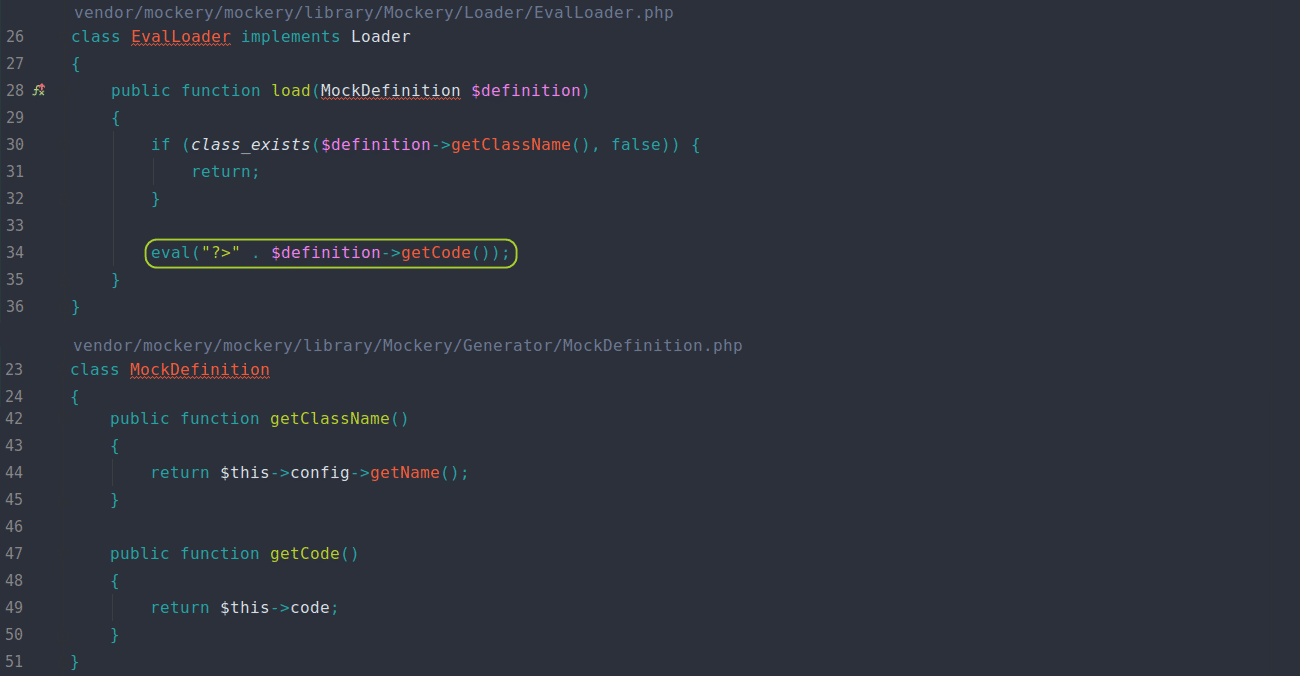 vendor/mockery/mockery/library/Mockery/Loader/EvalLoader.php
26 class EvalLoader implements Loader
27 {
28 public function load(MockDefinition $definition)
29 {
30 if (class_exists($definition->getClassName(), false)) {
31 return;
32 }
33
34 eval("?>" . $definition->getCode());
35 }
36 }
vendor/mockery/mockery/library/Mockery/Generator/MockDefinition.php
23 class MockDefinition
24 {
42 public function getClassName()
43 {
44 return $this->config->getName();
45 }
46
47 public function getCode()
48 {
49 return $this->code;
50 }
51 }